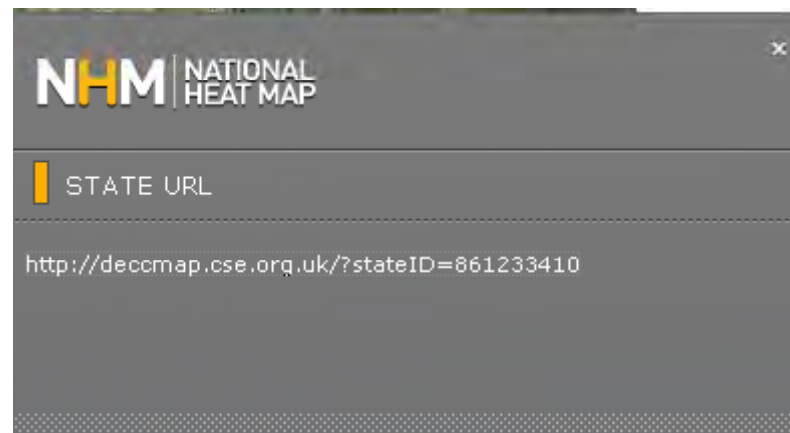 NHM NATIONAL
HEAT MAP
x
STATE URL
http://deccmap.cse.org.uk/?stateID=861233410